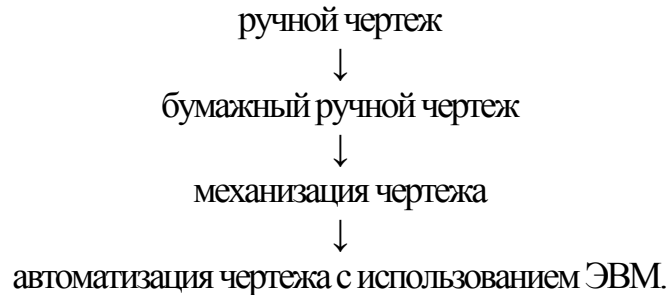 ручной чертеж
↓
бумажный ручной чертеж
↓
механизация чертежа
↓
автоматизация чертежа с использованием ЭВМ.